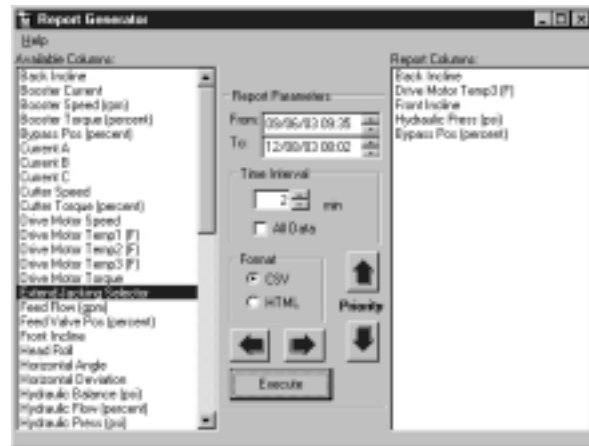 Report Generator
Help
Available Columns:
Back Incline
Booster Current
Booster Speed (rpm)
Booster Torque (percent)
Bypass Pos (percent)
Current A
Current B
Current C
Cutter Speed
Cutter Torque (percent)
Drive Motor Speed
Drive Motor Temp1 (F)
Drive Motor Temp2 (F)
Drive Motor Temp3 (F)
Drive Motor Torque
Extend Jacking Selector
Feed Flow (gpm)
Feed Valve Pos (percent)
Front Incline
Head Roll
Horizontal Angle
Horizontal Deviation
Hydraulic Balance (psi)
Hydraulic Flow (percent)
Hydraulic Press (psi)
Report Parameters
From: 09/06/03 09:35
To: 12/08/03 08:02
Time Interval
2 min
All Data
Format
CSV
HTML
Priority
Execute
Report Columns:
Back Incline
Drive Motor Temp3 (F)
Front Incline
Hydraulic Press (psi)
Bypass Pos (percent)